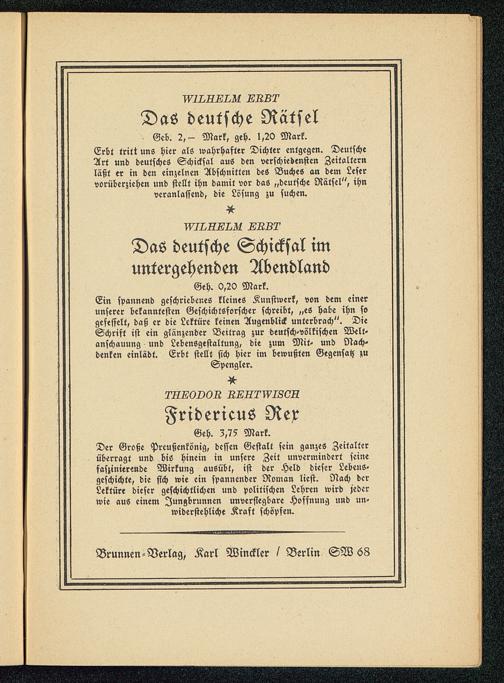 WILHELM ERBT
Das deutsche Rätsel
Geb. 2,— Mark, geh. 1,20 Mark.
Erbt tritt uns hier als wahrhafter Dichter entgegen. Deutsche
Art und deutsches Schicksal aus den verschiedensten Zeitaltern
läßt er in den einzelnen Abschnitten des Buches an dem Leser
vorüberziehen und stellt ihn damit vor das „deutsche Rätsel“, ihn
veranlassend, die Lösung zu suchen.
*
WILHELM ERBT
Das deutsche Schicksal im
untergehenden Abendland
Geh. 0,20 Mark.
Ein spannend geschriebenes kleines Kunstwerk, von dem einer
unserer bekanntesten Geschichtsforscher schreibt, „es habe ihn so
gefesselt, daß er die Lektüre keinen Augenblick unterbrach“. Die
Schrift ist ein glänzender Beitrag zur deutsch-völkischen Welt-
anschauung und Lebensgestaltung, die zum Mit- und Nach-
denken einlädt. Erbt stellt sich hier im bewußten Gegensatz zu
Spengler.
*
THEODOR REHTWISCH
Fridericus Rex
Geh. 3,75 Mark.
Der Große Preußenkönig, dessen Gestalt sein ganzes Zeitalter
überragt und bis hinein in unsere Zeit unvermindert seine
faszinierende Wirkung ausübt, ist der Held dieser Lebens-
geschichte, die sich wie ein spannender Roman liest. Nach der
Lektüre dieser geschichtlichen und politischen Lehren wird jeder
wie aus einem Jungbrunnen unversiegbare Hoffnung und un-
widerstehliche Kraft schöpfen.
Brunnen-Verlag, Karl Winckler / Berlin SW 68